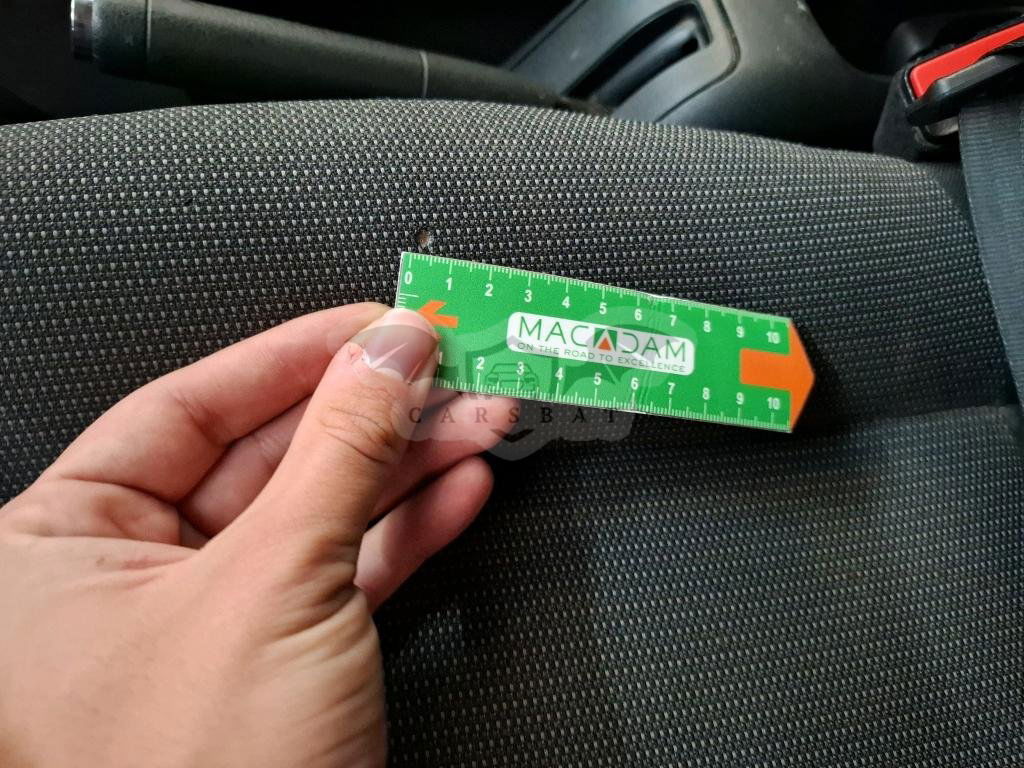 0 1 2 3 4 5 6 7 8 9 10
MACADAM
ON THE ROAD TO EXCELLENCE
1 2 3 4 5 6 7 8 9 10
CARSBAT